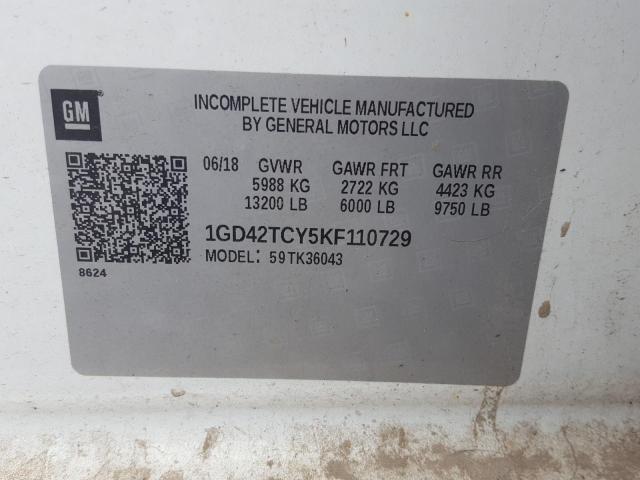 GM
INCOMPLETE VEHICLE MANUFACTURED
BY GENERAL MOTORS LLC
06/18 GVWR GAWR FRT GAWR RR
5988 KG 2722 KG 4423 KG
13200 LB 6000 LB 9750 LB
1GD42TCY5KF110729
MODEL: 59TK36043
8624